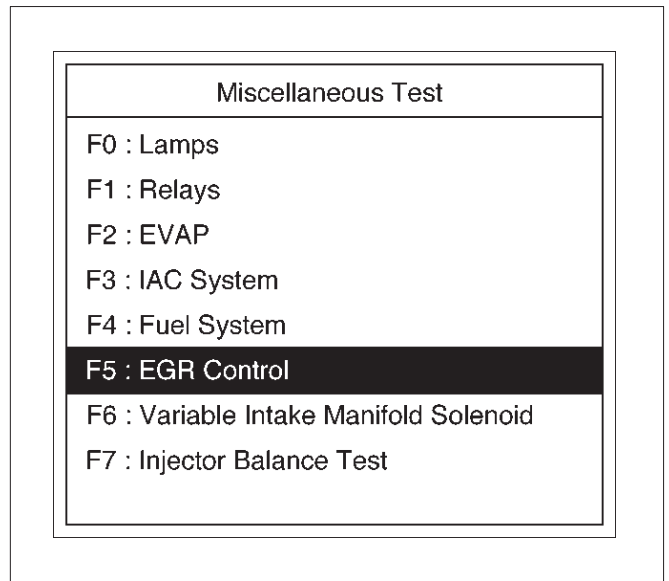 Miscellaneous Test
F0 : Lamps
F1 : Relays
F2 : EVAP
F3 : IAC System
F4 : Fuel System
F5 : EGR Control
F6 : Variable Intake Manifold Solenoid
F7 : Injector Balance Test